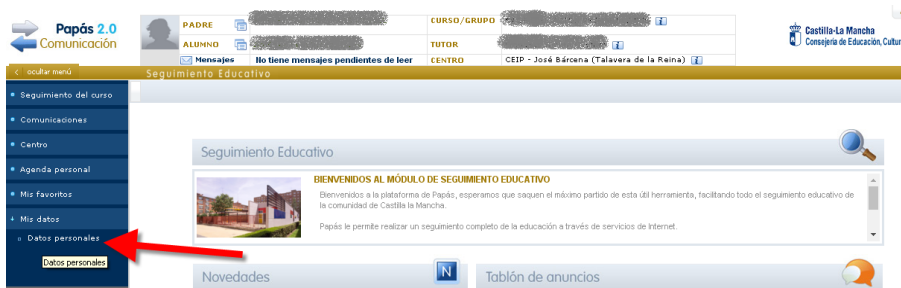 Papás 2.0
Comunicación
PADRE
CURSO/GRUPO
ALUMNO
TUTOR
Mensajes
No tiene mensajes pendientes de leer
CENTRO
CEIP - José Bárcena (Talavera de la Reina)
Castilla-La Mancha
Consejería de Educación, Cultur
ocultar menú
Seguimiento Educativo
Seguimiento del curso
Comunicaciones
Centro
Agenda personal
Mis favoritos
Mis datos
Datos personales
Datos personales
Seguimiento Educativo
BIENVENIDOS AL MÓDULO DE SEGUIMIENTO EDUCATIVO
Bienvenidos a la plataforma de Papás, esperamos que saquen el máximo partido de esta útil herramienta, facilitando todo el seguimiento educativo de
la comunidad de Castilla la Mancha.
Papás le permite realizar un seguimiento completo de la educación a través de servicios de Internet.
Novedades
N
Tablón de anuncios